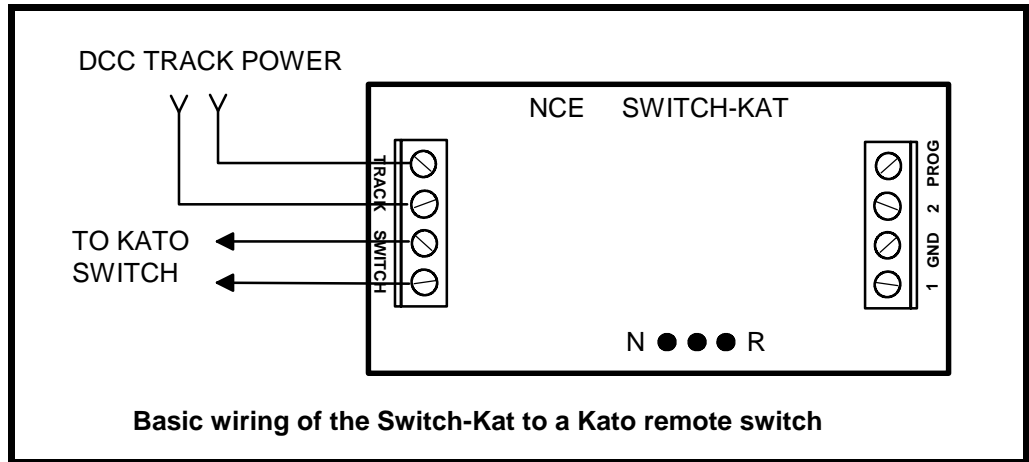 DCC TRACK POWER
NCE SWITCH-KAT
TRACK
SWITCH
TO KATO
SWITCH
PROG
2
GND
1
N R
Basic wiring of the Switch-Kat to a Kato remote switch